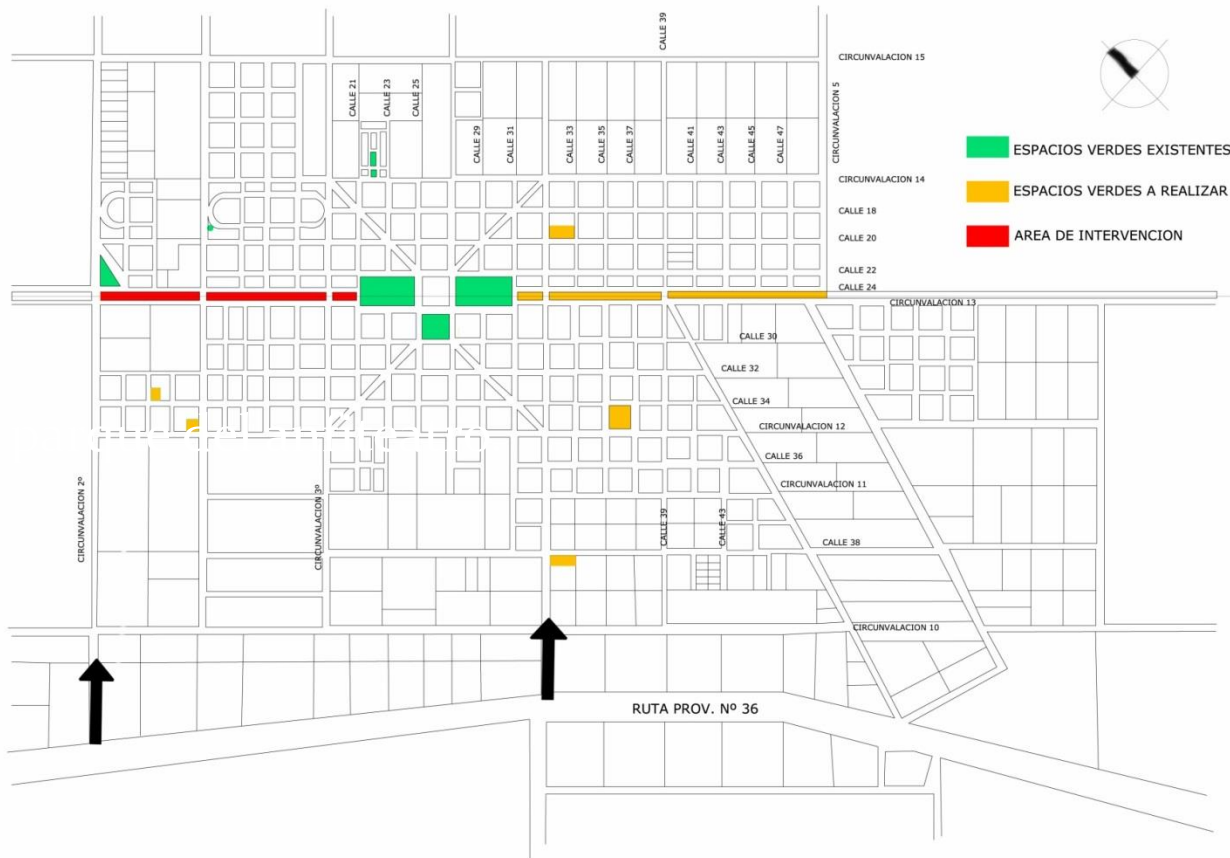 CALLE 39
CIRCUNVALACION 15
CIRCUNVALACION 5
CALLE 21
CALLE 23
CALLE 25
CALLE 29
CALLE 31
CALLE 33
CALLE 35
CALLE 37
CALLE 41
CALLE 43
CALLE 45
CALLE 47
ESPACIOS VERDES EXISTENTES
ESPACIOS VERDES A REALIZAR
AREA DE INTERVENCION
CIRCUNVALACION 14
CALLE 18
CALLE 20
CALLE 22
CALLE 24
CIRCUNVALACION 13
CALLE 30
CALLE 32
CALLE 34
CIRCUNVALACION 12
CALLE 36
CIRCUNVALACION 11
CIRCUNVALACION 2º
CIRCUNVALACION 3º
CALLE 39
CALLE 43
CALLE 38
CIRCUNVALACION 10
RUTA PROV. Nº 36